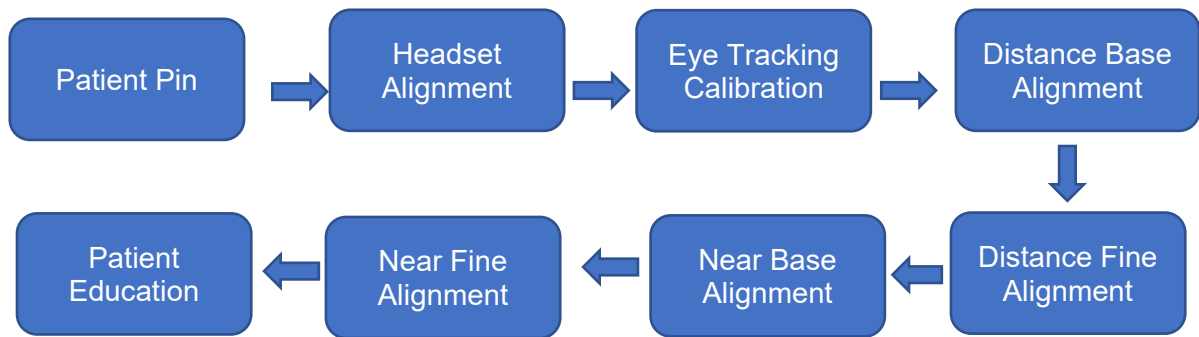 Patient Pin
Headset
Alignment
Eye Tracking
Calibration
Distance Base
Alignment
Distance Fine
Alignment
Near Base
Alignment
Near Fine
Alignment
Patient
Education